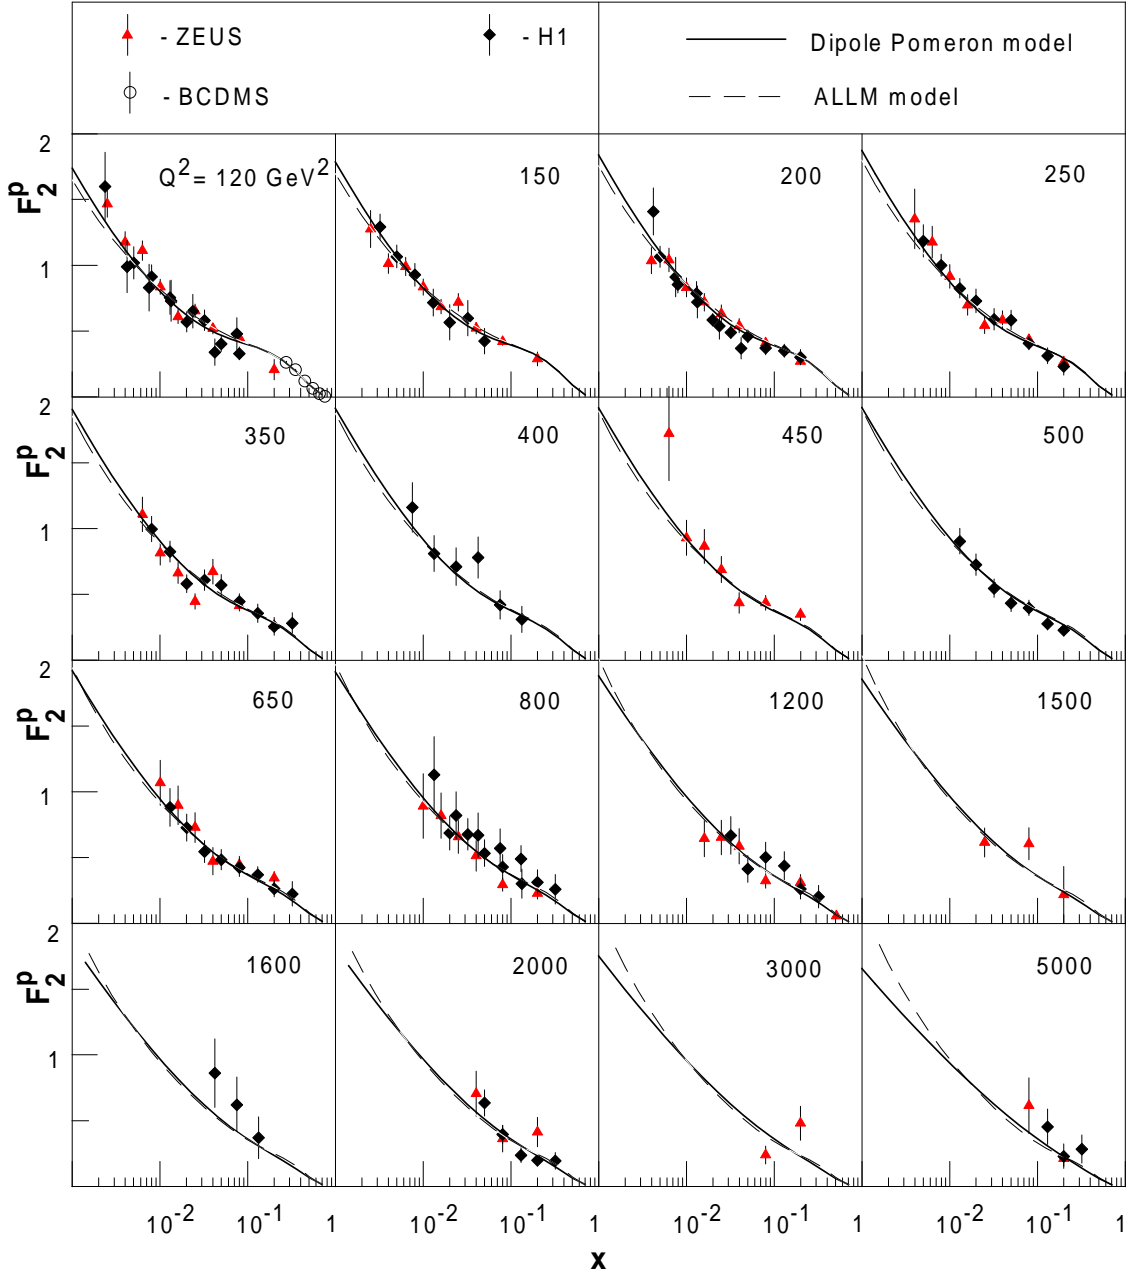 - ZEUS - H1 Dipole Pomeron model
- BCDMS ALLM model
2 Q² = 120 GeV² 150 200 250
F₂ᵖ
1
350 400 450 500
F₂ᵖ
1
2 650 800 1200 1500
F₂ᵖ
1
2 1600 2000 3000 5000
F₂ᵖ
1
10⁻² 10⁻¹ 1 10⁻² 10⁻¹ 1 10⁻² 10⁻¹ 1 10⁻² 10⁻¹ 1
x